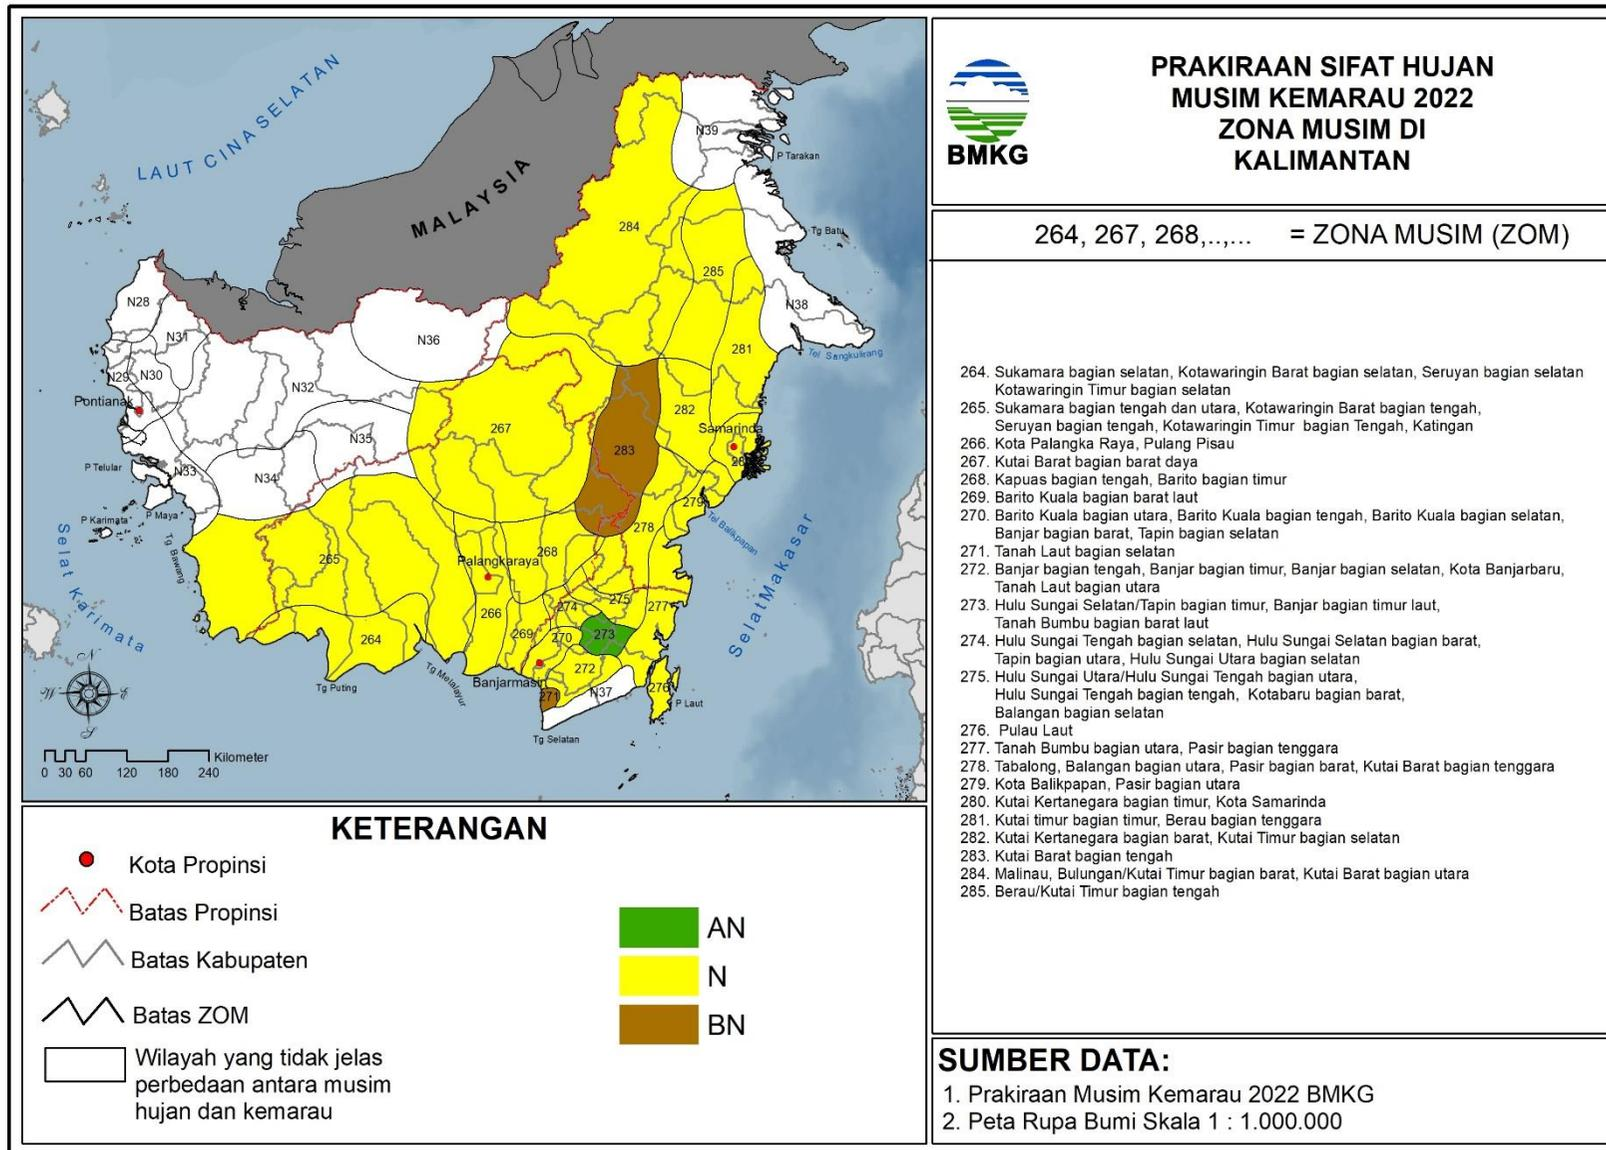 LAUT CINA SELATAN
MALAYSIA
N39
P Tarakan
284
Tg Batu
285
N28
N38
N31
N36
281
Tel Sangkulirang
N29
N30
N32
282
Pontianak
267
Samarinda
N35
283
P Telular
N33
N34
279
P Karimata
P Maya
278
Tel Balikpapan
Selat Karimata
Tg Bawang
265
268
Palangkaraya
Selat Makasar
275
274
277
266
264
269
270
273
272
Banjarmasin
276
N37
271
P Laut
Tg Puting
Tg Selatan
N
W
E
S
Kilometer
0 30 60 120 180 240
BMKG
PRAKIRAAN SIFAT HUJAN
MUSIM KEMARAU 2022
ZONA MUSIM DI
KALIMANTAN
264, 267, 268,..,... = ZONA MUSIM (ZOM)
264. Sukamara bagian selatan, Kotawaringin Barat bagian selatan, Seruyan bagian selatan
Kotawaringin Timur bagian selatan
265. Sukamara bagian tengah dan utara, Kotawaringin Barat bagian tengah,
Seruyan bagian tengah, Kotawaringin Timur bagian Tengah, Katingan
266. Kota Palangka Raya, Pulang Pisau
267. Kutai Barat bagian barat daya
268. Kapuas bagian tengah, Barito bagian timur
269. Barito Kuala bagian barat laut
270. Barito Kuala bagian utara, Barito Kuala bagian tengah, Barito Kuala bagian selatan,
Banjar bagian barat, Tapin bagian selatan
271. Tanah Laut bagian selatan
272. Banjar bagian tengah, Banjar bagian timur, Banjar bagian selatan, Kota Banjarbaru,
Tanah Laut bagian utara
273. Hulu Sungai Selatan/Tapin bagian timur, Banjar bagian timur laut,
Tanah Bumbu bagian barat laut
274. Hulu Sungai Tengah bagian selatan, Hulu Sungai Selatan bagian barat,
Tapin bagian utara, Hulu Sungai Utara bagian selatan
275. Hulu Sungai Utara/Hulu Sungai Tengah bagian utara,
Hulu Sungai Tengah bagian tengah, Kotabaru bagian barat,
Balangan bagian selatan
276. Pulau Laut
277. Tanah Bumbu bagian utara, Pasir bagian tenggara
278. Tabalong, Balangan bagian utara, Pasir bagian barat, Kutai Barat bagian tenggara
279. Kota Balikpapan, Pasir bagian utara
280. Kutai Kertanegara bagian timur, Kota Samarinda
281. Kutai timur bagian timur, Berau bagian tenggara
282. Kutai Kertanegara bagian barat, Kutai Timur bagian selatan
283. Kutai Barat bagian tengah
284. Malinau, Bulungan/Kutai Timur bagian barat, Kutai Barat bagian utara
285. Berau/Kutai Timur bagian tengah
KETERANGAN
Kota Propinsi
Batas Propinsi
Batas Kabupaten
Batas ZOM
Wilayah yang tidak jelas
perbedaan antara musim
hujan dan kemarau
AN
N
BN
SUMBER DATA:
1. Prakiraan Musim Kemarau 2022 BMKG
2. Peta Rupa Bumi Skala 1 : 1.000.000